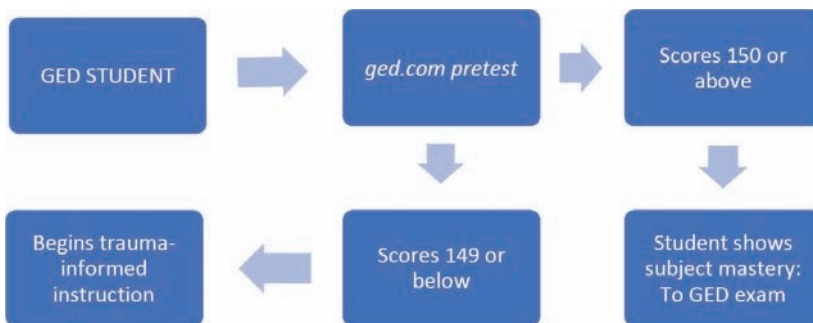 GED STUDENT
ged.com pretest
Scores 150 or
above
Begins trauma-
informed
instruction
Scores 149 or
below
Student shows
subject mastery:
To GED exam